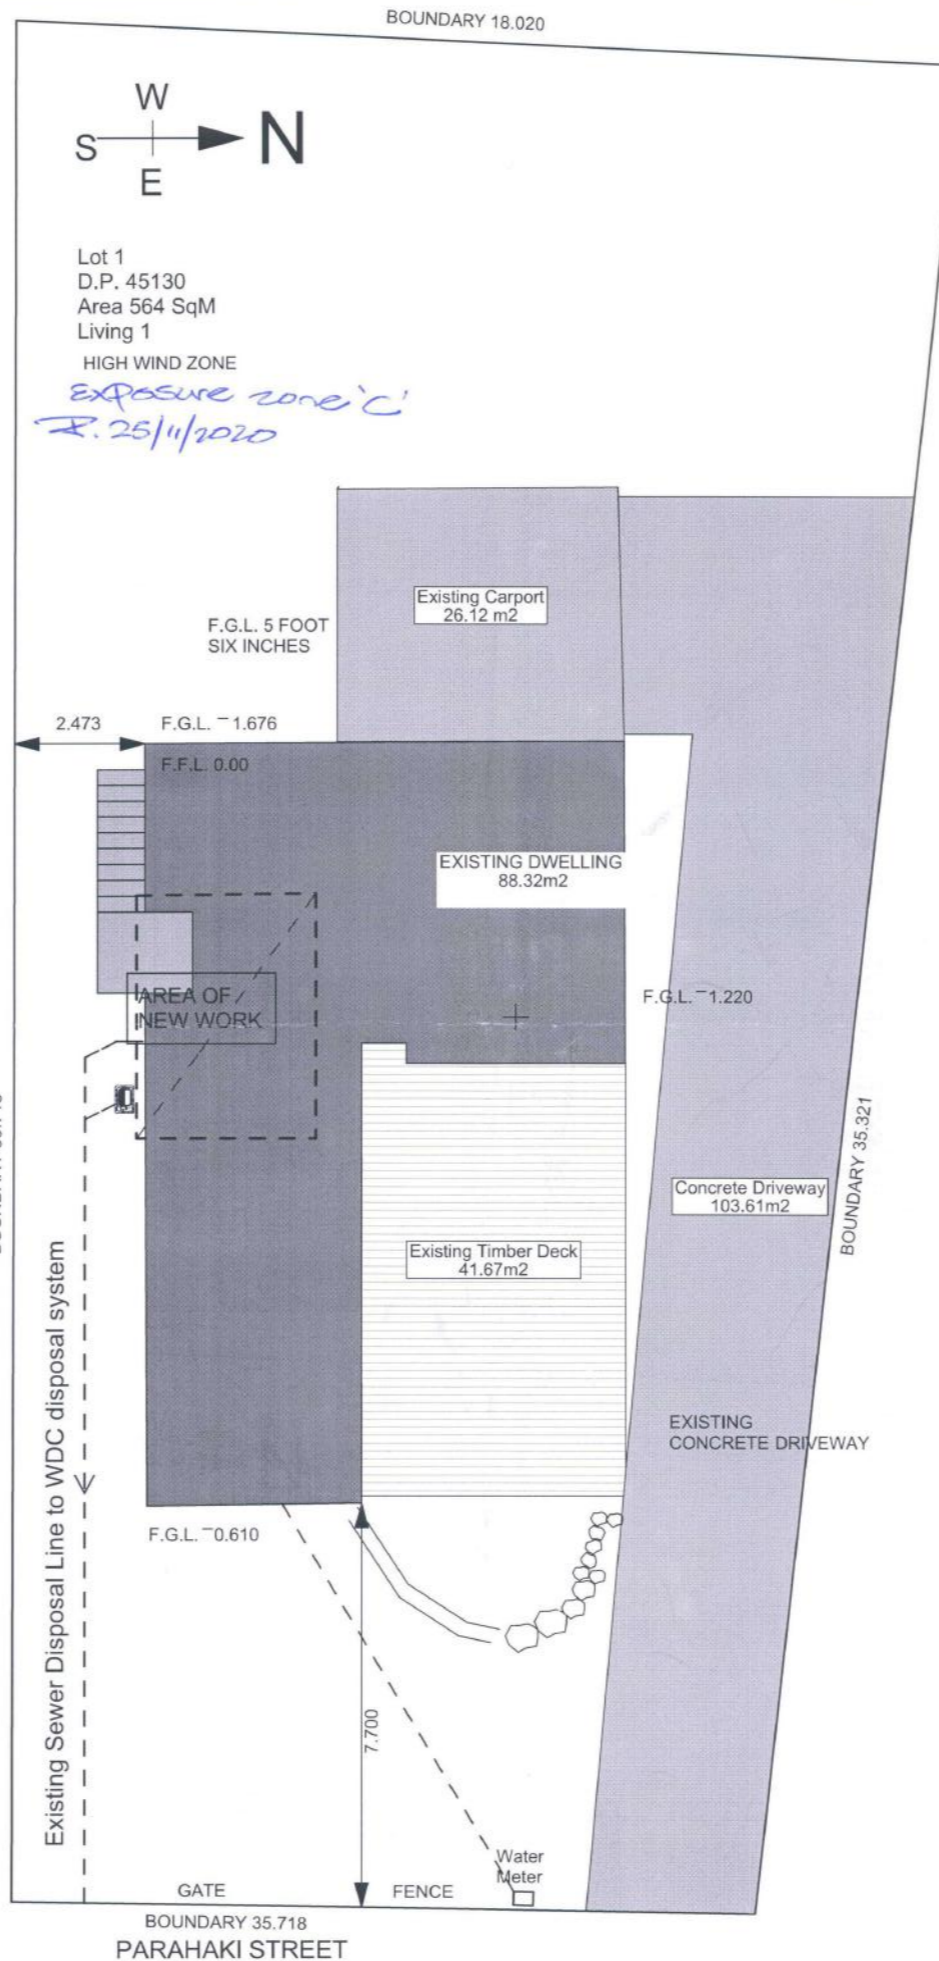 BOUNDARY 18.020
W
S
N
E
Lot 1
D.P. 45130
Area 564 SqM
Living 1
HIGH WIND ZONE
Exposure zone 'C'
25/11/2020
Existing Carport
26.12 m2
F.G.L. 5 FOOT
SIX INCHES
2.473
F.G.L. ‾1.676
F.F.L. 0.00
EXISTING DWELLING
88.32m2
AREA OF
NEW WORK
F.G.L. ‾1.220
BOUNDARY 35.321
Concrete Driveway
103.61m2
Existing Timber Deck
41.67m2
Existing Sewer Disposal Line to WDC disposal system
EXISTING
CONCRETE DRIVEWAY
F.G.L. ‾0.610
7.700
Water
Meter
GATE
FENCE
BOUNDARY 35.718
PARAHAKI STREET